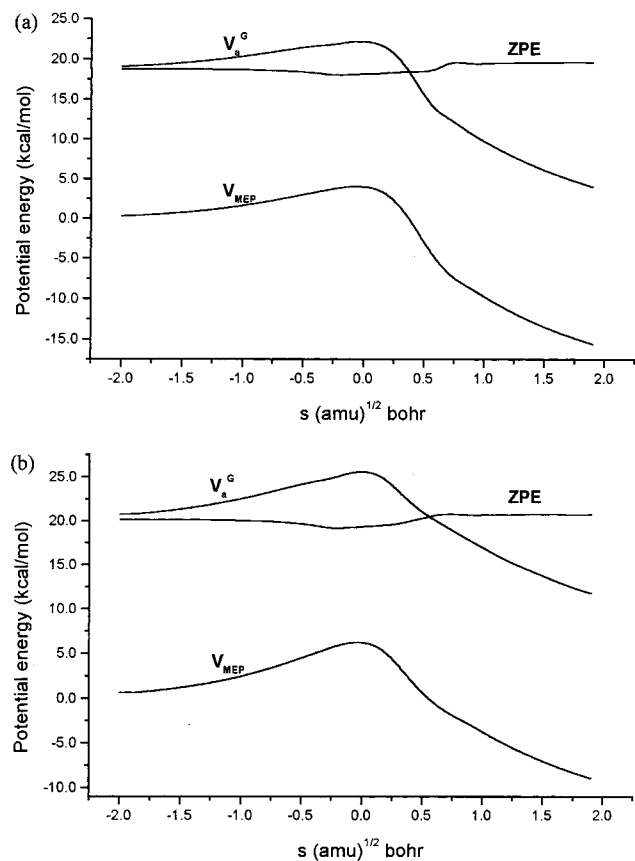 (a)
V_a^G
ZPE
V_MEP
Potential energy (kcal/mol)
25.0
20.0
15.0
10.0
5.0
0.0
-5.0
-10.0
-15.0
-2.0 -1.5 -1.0 -0.5 0.0 0.5 1.0 1.5 2.0
s (amu)^1/2 bohr
(b)
V_a^G
ZPE
V_MEP
Potential energy (kcal/mol)
25.0
20.0
15.0
10.0
5.0
0.0
-5.0
-10.0
-2.0 -1.5 -1.0 -0.5 0.0 0.5 1.0 1.5 2.0
s (amu)^1/2 bohr